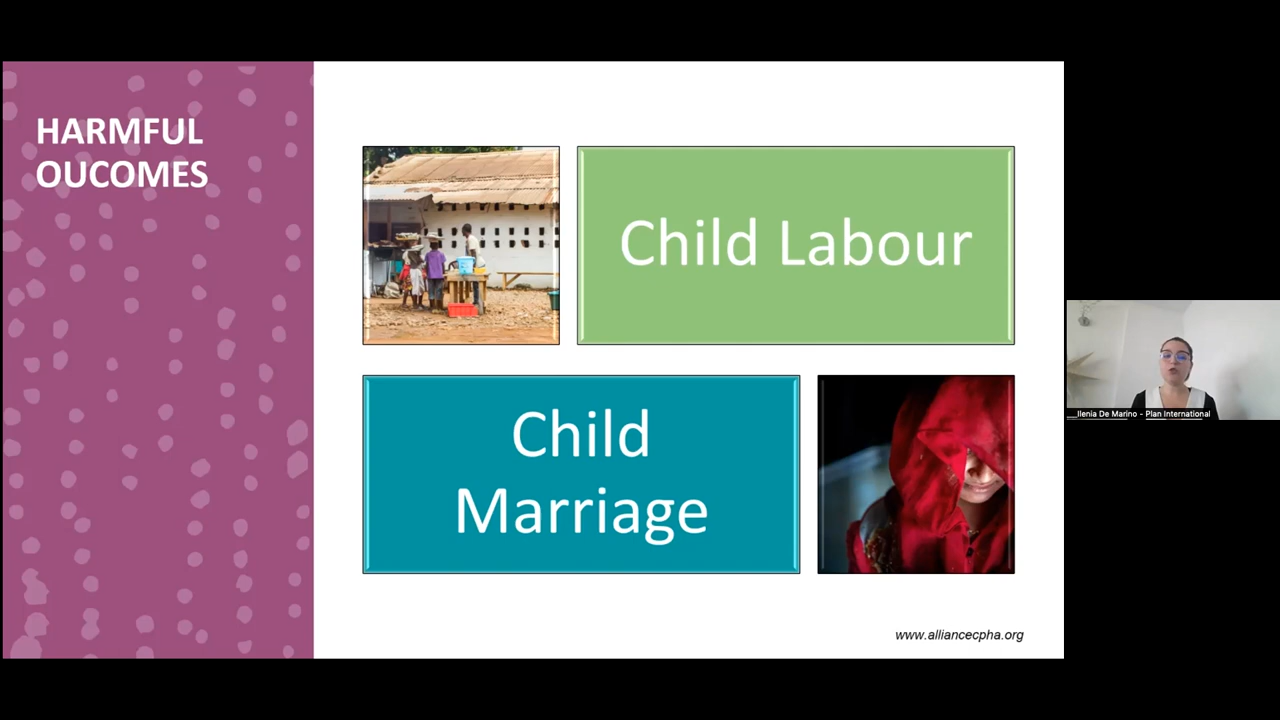 HARMFUL
OUCOMES
Child Labour
Child
Marriage
www.alliancecpha.org
Ilenia De Marino - Plan International